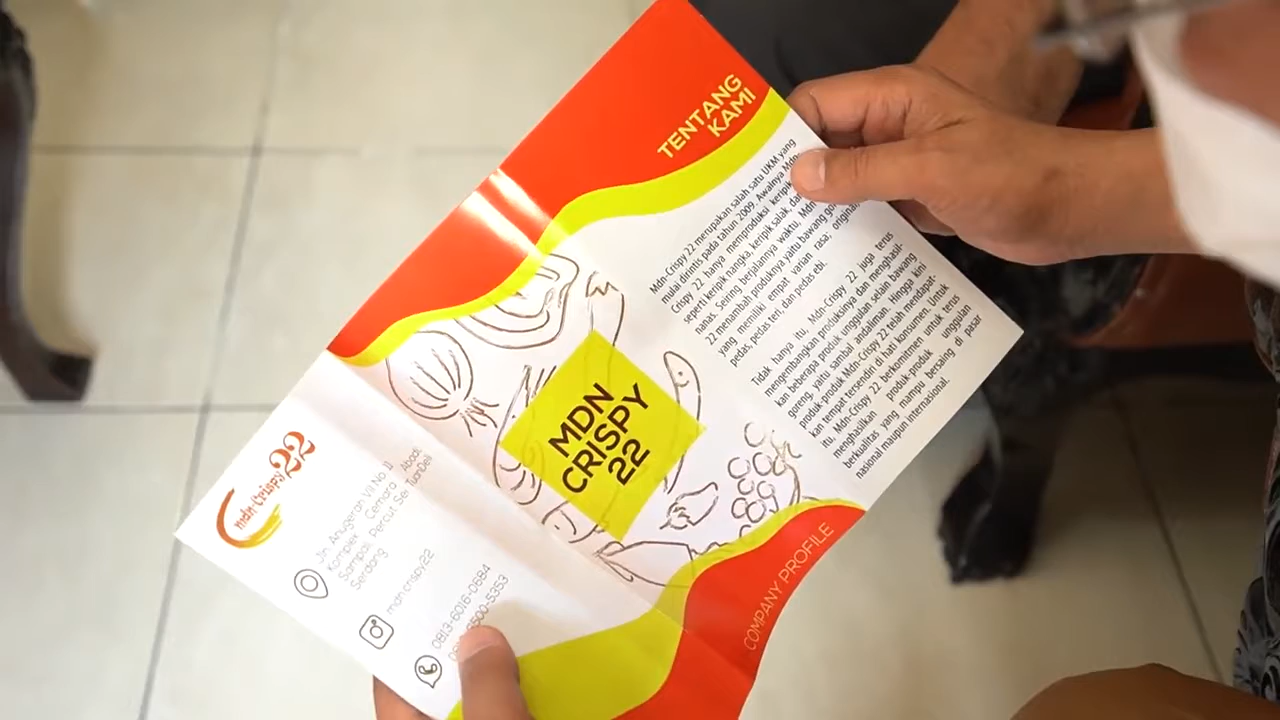 TENTANG
KAMI
Mdn-Crispy 22 merupakan salah satu UKM yang
mulai dirintis pada tahun 2009. Awalnya Mdn-
Crispy 22 hanya memproduksi keripik
seperti keripik nangka, keripik salak, da
nanas. Seiring berjalannya waktu, Mdn
22 menambah produknya yaitu bawang gor
yang memiliki empat varian rasa: original
pedas, pedas teri, dan pedas ebi.
Tidak hanya itu, Mdn-Crispy 22 juga terus
mengembangkan produksinya dan menghasil-
kan beberapa produk unggulan selain bawang
goreng, yaitu sambal andaliman. Hingga kini
produk-produk Mdn-Crispy 22 telah mendapat-
kan tempat tersendiri di hati konsumen. Untuk
itu, Mdn-Crispy 22 berkomitmen untuk terus
menghasilkan produk-produk unggulan
berkualitas yang mampu bersaing di pasar
nasional maupun internasional.
MDN
CRISPY
22
COMPANY PROFILE
mdn-Crispy 22
Jln. Anugerah VII No 11
Komplek Cemara Abadi
Sampali, Percut Sei Tuan Deli
Serdang
mdn.crispy22
0813-6016-0684
500-5353